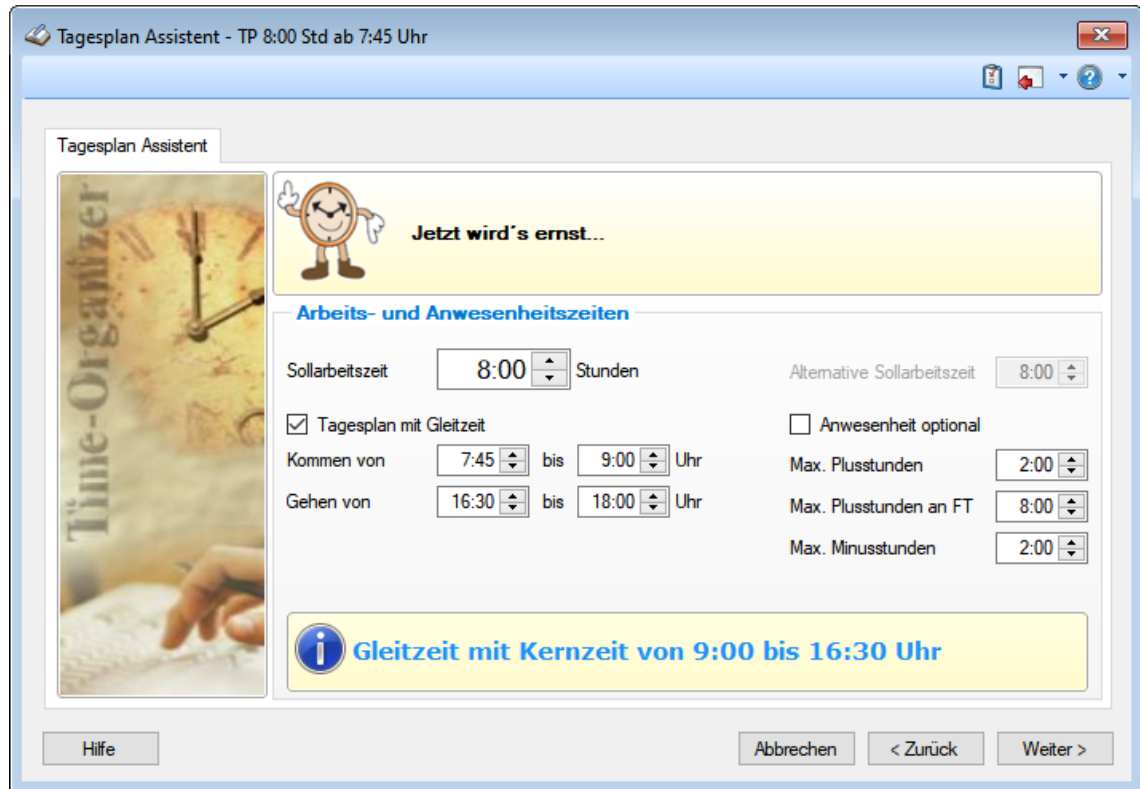 Tagesplan Assistent - TP 8:00 Std ab 7:45 Uhr
Tagesplan Assistent
Time-Organizer
Jetzt wird´s ernst...
Arbeits- und Anwesenheitszeiten
Sollarbeitszeit 8:00 Stunden Alternative Sollarbeitszeit 8:00
Tagesplan mit Gleitzeit Anwesenheit optional
Kommen von 7:45 bis 9:00 Uhr Max. Plusstunden 2:00
Gehen von 16:30 bis 18:00 Uhr Max. Plusstunden an FT 8:00
Max. Minusstunden 2:00
Gleitzeit mit Kernzeit von 9:00 bis 16:30 Uhr
Hilfe Abbrechen < Zurück Weiter >